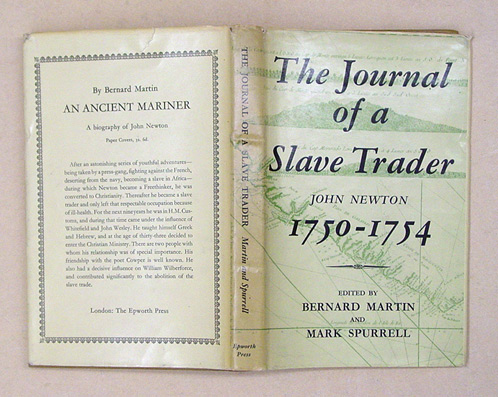 By Bernard Martin
AN ANCIENT MARINER
A biography of John Newton
Paper Covers,
After an astonishing series of youthful adventures—
being taken by a press-gang, fighting against the French,
deserting from the navy, becoming a slave in Africa—
during which Newton became a Freethinker, he was
converted to Christianity. Thereafter he became a slave
trader and only left that respectable occupation because
of ill-health. For the next nine years he was in H.M. Cus-
toms, and during that time came under the influence of
Whitfield and John Wesley. He taught himself Greek
and Hebrew, and at the age of thirty-three decided to
enter the Christian Ministry. There are two people with
whom his relationship was of special importance. His
friendship with the poet Cowper is well known. He
also had a decisive influence on William Wilberforce,
and contributed significantly to the abolition of the
slave trade.
London: The Epworth Press
THE JOURNAL OF A SLAVE TRADER Martin and Spurrell
Epworth
Press
The Journal
of a
Slave Trader
JOHN NEWTON
1750-1754
EDITED BY
BERNARD MARTIN
AND
MARK SPURRELL